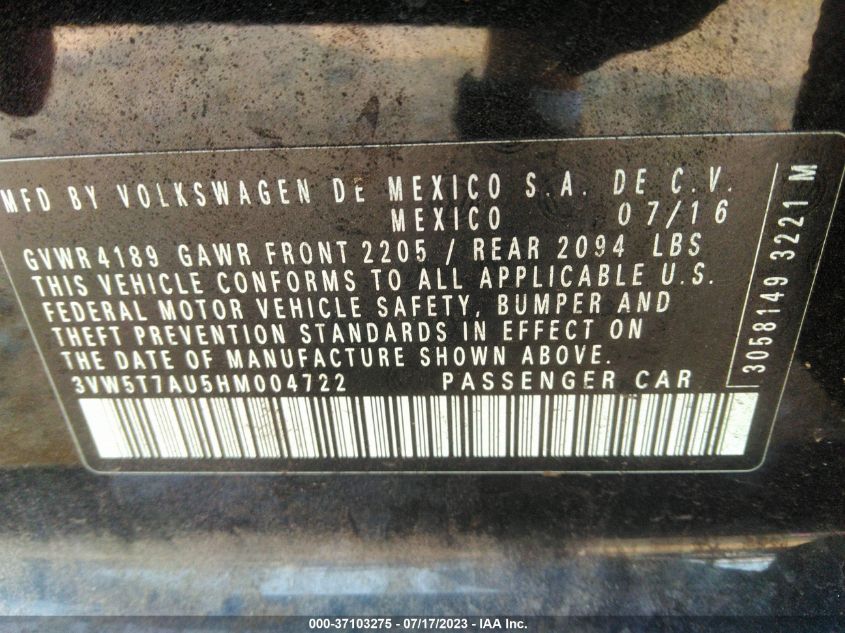 MFD BY VOLKSWAGEN DE MEXICO S.A. DE C.V.
MEXICO 07/16
GVWR 4189 GAWR FRONT 2205 / REAR 2094 LBS
THIS VEHICLE CONFORMS TO ALL APPLICABLE U.S.
FEDERAL MOTOR VEHICLE SAFETY, BUMPER AND
THEFT PREVENTION STANDARDS IN EFFECT ON
THE DATE OF MANUFACTURE SHOWN ABOVE.
3VW5T7AU5HM004722 PASSENGER CAR
3058149 3221 M
000-37103275 - 07/17/2023 - IAA Inc.